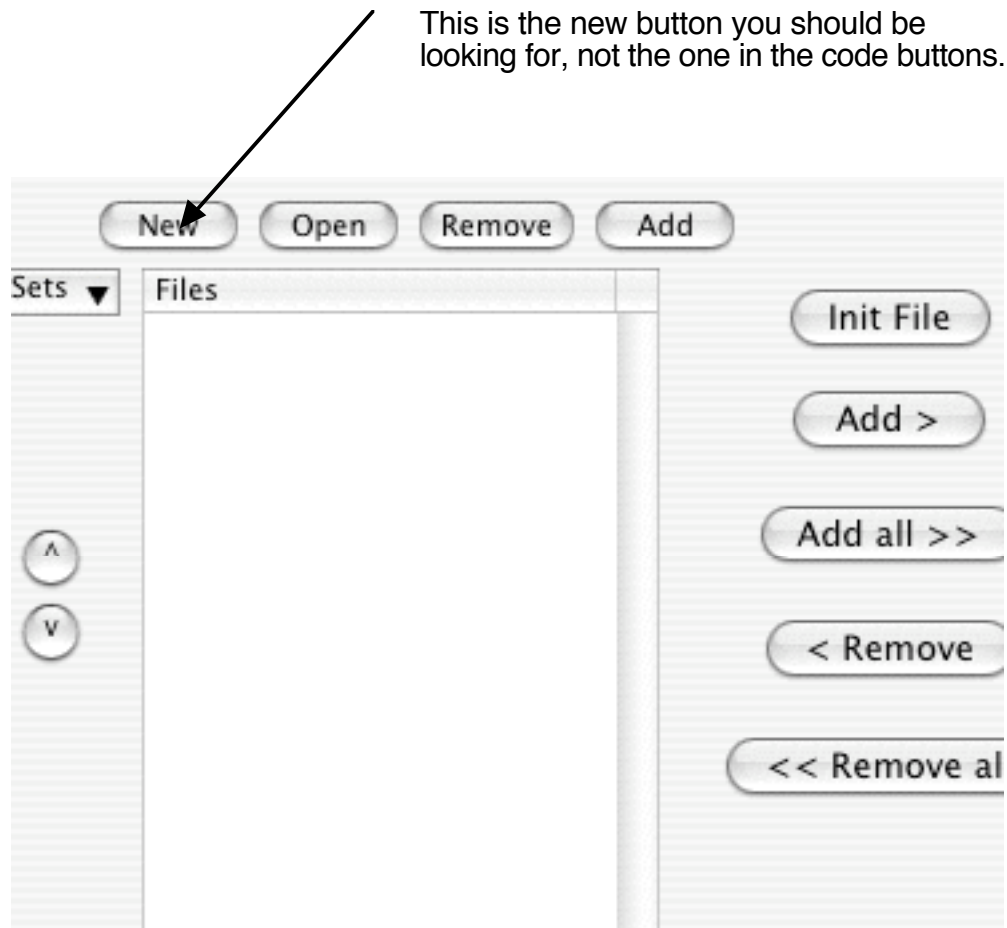 This is the new button you should be
looking for, not the one in the code buttons.
New Open Remove Add
Sets Files
Init File
Add >
Add all >>
^
< Remove
v
<< Remove al